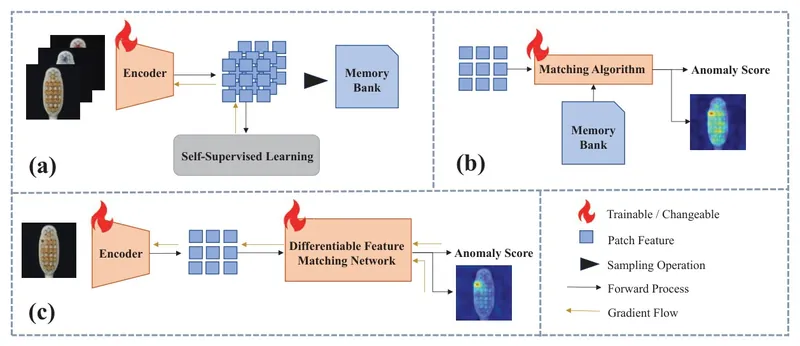 Encoder
Memory
Bank
Self-Supervised Learning
(a)
Matching Algorithm
Anomaly Score
Memory
Bank
(b)
Encoder
Differentiable Feature
Matching Network
Anomaly Score
(c)
Trainable / Changeable
Patch Feature
Sampling Operation
Forward Process
Gradient Flow